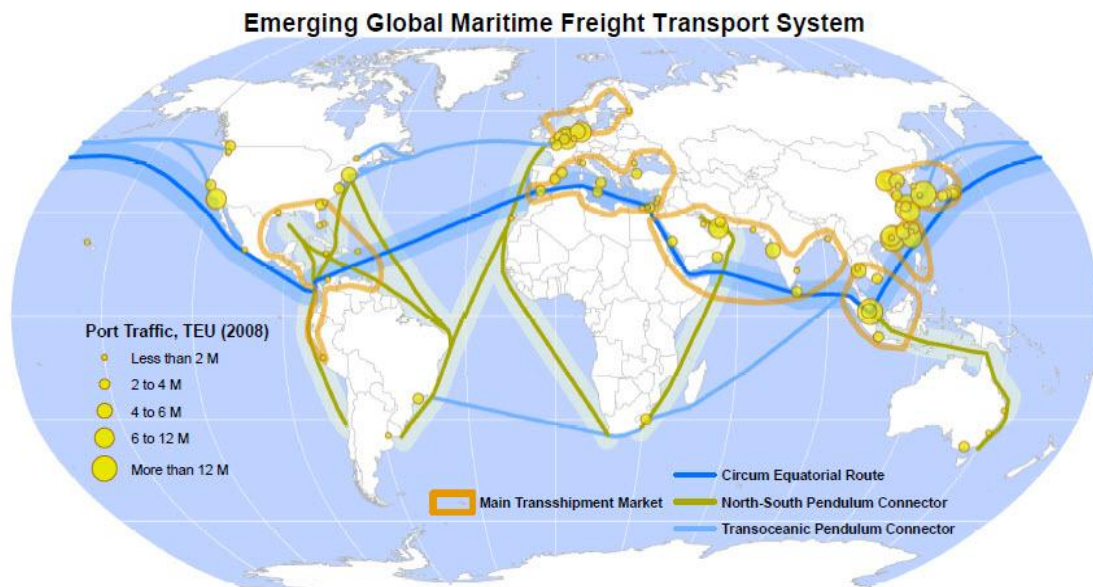 Emerging Global Maritime Freight Transport System
Port Traffic, TEU (2008)
Less than 2 M
2 to 4 M
4 to 6 M
6 to 12 M
More than 12 M
Main Transshipment Market
Circum Equatorial Route
North-South Pendulum Connector
Transoceanic Pendulum Connector